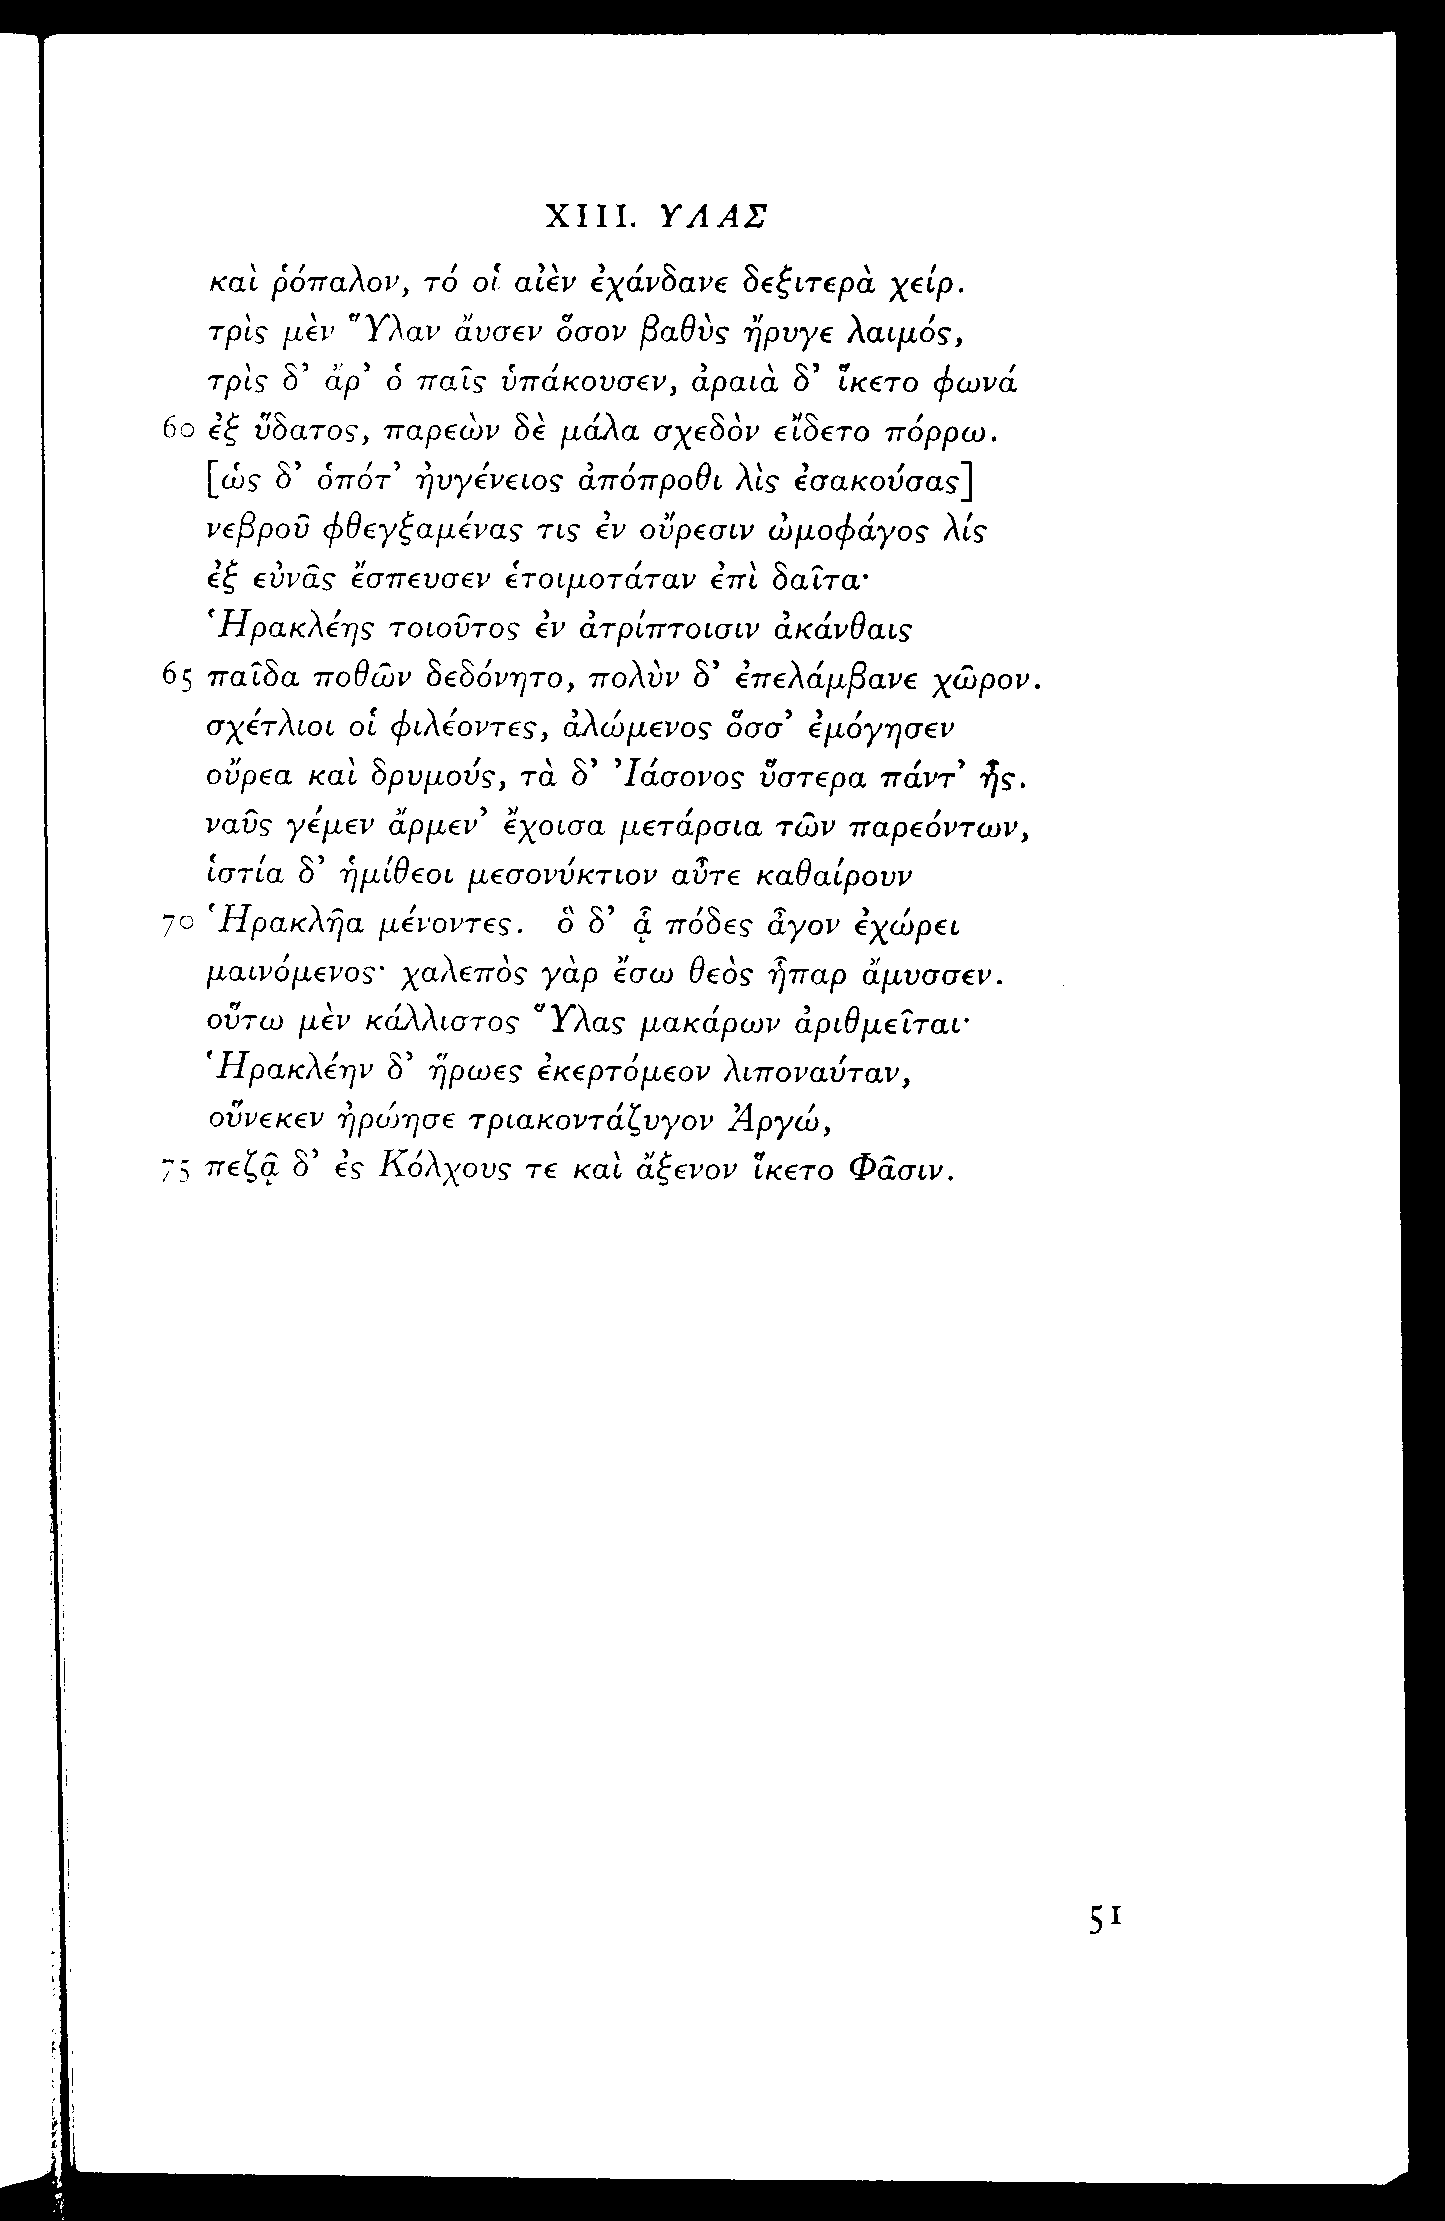 XIII. ΥΛΑΣ
καὶ ῥόπαλον, τό οἱ αἰὲν ἐχάνδανε δεξιτερὰ χείρ.
τρὶς μὲν Ὕλαν ἄυσεν ὅσον βαθὺς ἤρυγε λαιμός,
τρὶς δ’ ἄρ’ ὁ παῖς ὑπάκουσεν, ἀραιὰ δ’ ἵκετο φωνά
60 ἐξ ὕδατος, παρεὼν δὲ μάλα σχεδὸν εἴδετο πόρρω.
[ὡς δ’ ὁπότ’ ἠυγένειος ἀπόπροθι λὶς ἐσακούσας]
νεβροῦ φθεγξαμένας τις ἐν οὔρεσιν ὠμοφάγος λίς
ἐξ εὐνᾶς ἔσπευσεν ἑτοιμοτάταν ἐπὶ δαῖτα·
Ἡρακλέης τοιοῦτος ἐν ἀτρίπτοισιν ἀκάνθαις
65 παῖδα ποθῶν δεδόνητο, πολὺν δ’ ἐπελάμβανε χῶρον.
σχέτλιοι οἱ φιλέοντες, ἀλώμενος ὅσσ’ ἐμόγησεν
οὔρεα καὶ δρυμούς, τὰ δ’ Ἰάσονος ὕστερα πάντ’ ἦς.
ναῦς γέμεν ἄρμεν’ ἔχοισα μετάρσια τῶν παρεόντων,
ἱστία δ’ ἡμίθεοι μεσονύκτιον αὖτε καθαίρουν
70 Ἡρακλῆα μένοντες. ὃ δ’ ᾇ πόδες ἆγον ἐχώρει
μαινόμενος· χαλεπὸς γὰρ ἔσω θεὸς ἧπαρ ἄμυσσεν.
οὕτω μὲν κάλλιστος Ὕλας μακάρων ἀριθμεῖται·
Ἡρακλέην δ’ ἥρωες ἐκερτόμεον λιποναύταν,
οὕνεκεν ἠρώησε τριακοντάζυγον Ἀργώ,
75 πεζᾷ δ’ ἐς Κόλχους τε καὶ ἄξενον ἵκετο Φᾶσιν.
51